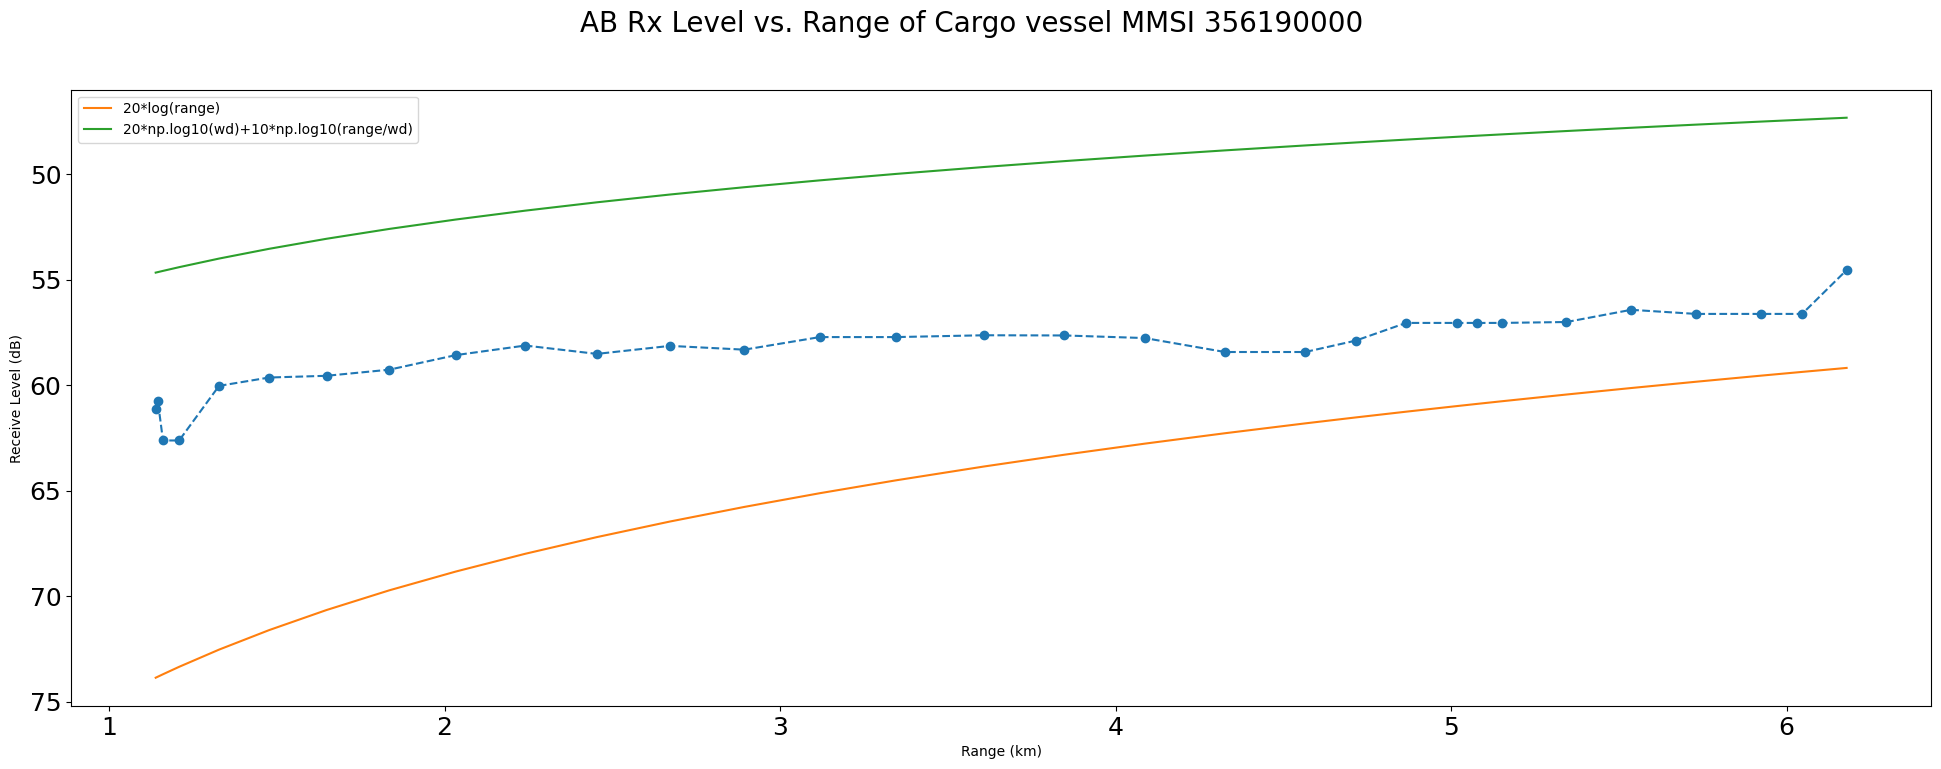 AB Rx Level vs. Range of Cargo vessel MMSI 356190000
20*log(range)
20*np.log10(wd)+10*np.log10(range/wd)
Receive Level (dB)
50
55
60
65
70
75
1 2 3 4 5 6
Range (km)